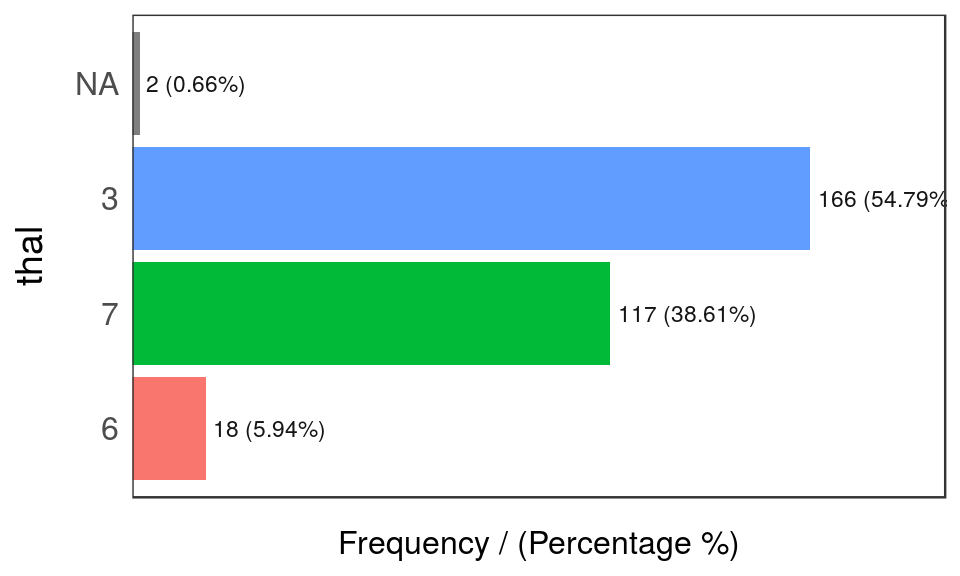 thal
NA
2 (0.66%)
3
166 (54.79%
7
117 (38.61%)
6
18 (5.94%)
Frequency / (Percentage %)